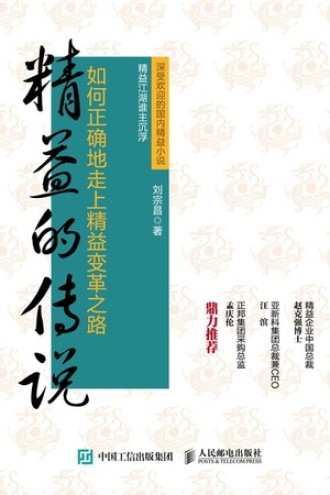 精益的传说
如何正确地走上精益变革之路
深受欢迎的国内精益小说
精益江湖谁主沉浮
刘宗昌 著
精益企业中国总裁
赵克强博士
亚新科集团总裁兼CEO
汪滨
正邦集团采购总监
孟庆伦
鼎力推荐
中国工信出版集团
人民邮电出版社
POSTS & TELECOM PRESS